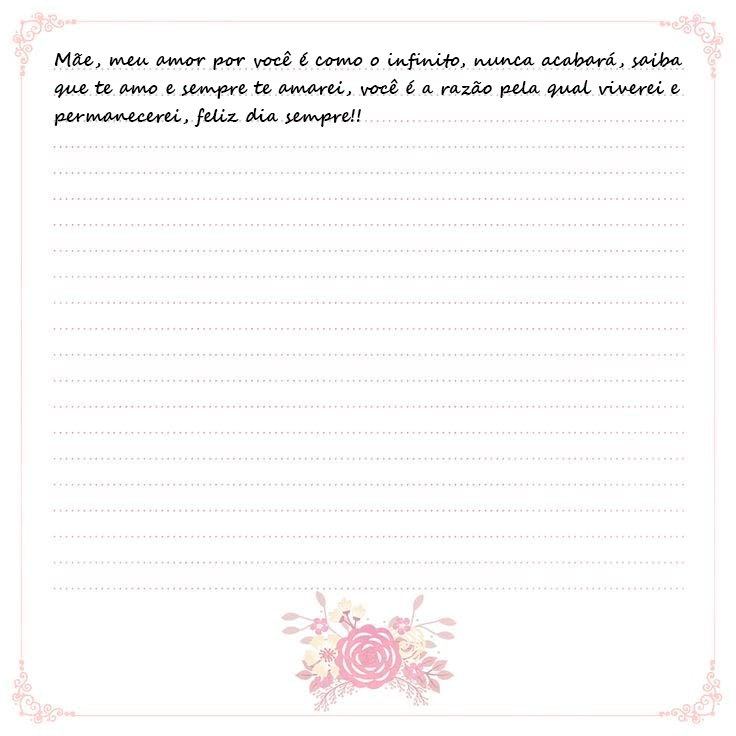 Mãe, meu amor por você é como o infinito, nunca acabará, saiba
que te amo e sempre te amarei, você é a razão pela qual viverei e
permanecerei, feliz dia sempre!!